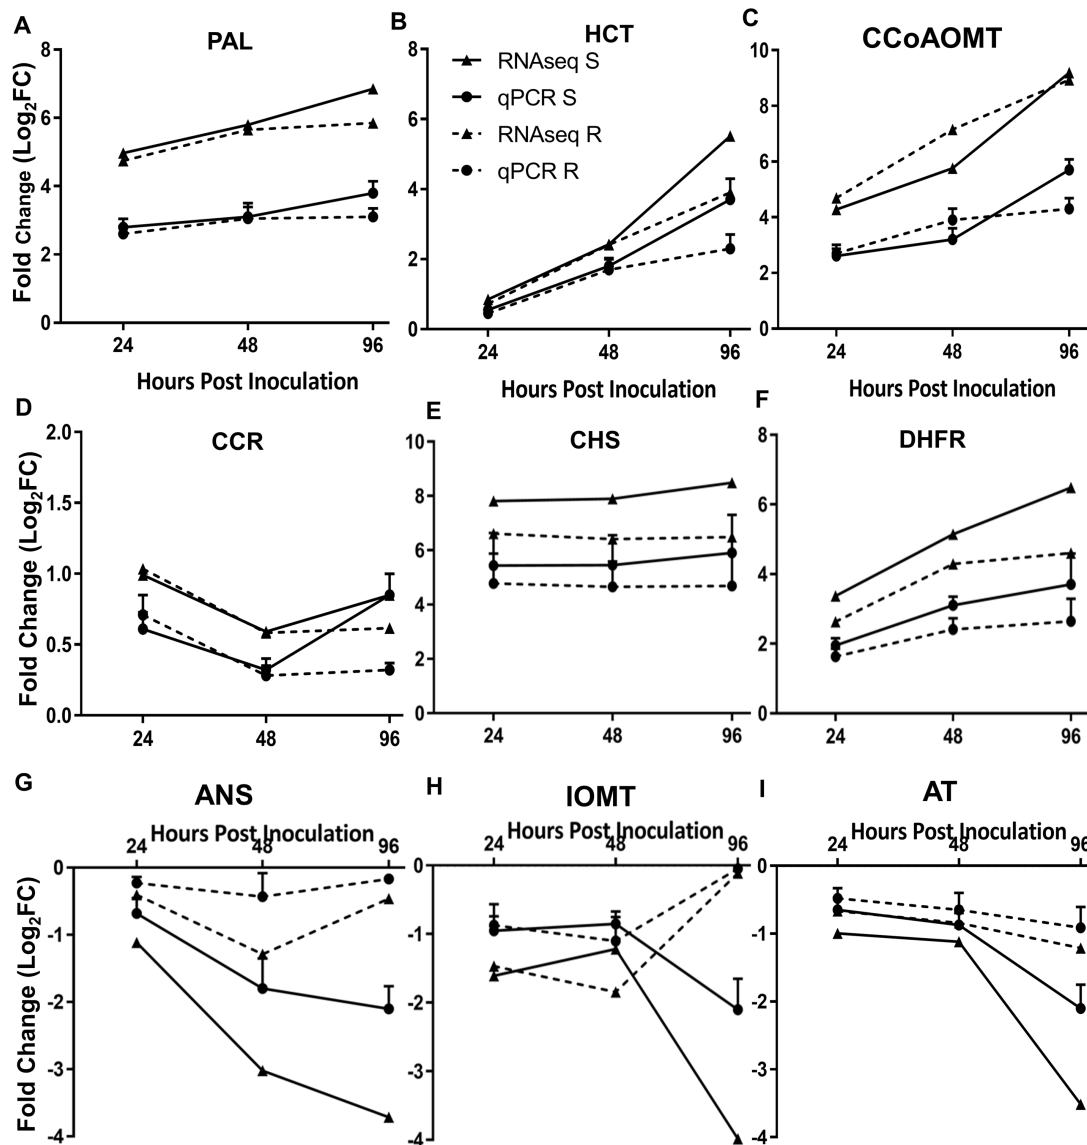 A
PAL
B
HCT
C
CCoAOMT
Fold Change (Log2FC)
8
6
4
2
0
24
48
96
Hours Post Inoculation
8
6
4
2
0
RNAseq S
qPCR S
RNAseq R
qPCR R
24
48
96
Hours Post Inoculation
10
8
6
4
2
0
24
48
96
Hours Post Inoculation
D
CCR
Fold Change (Log2FC)
2.0
1.5
1.0
0.5
0.0
24
48
96
E
CHS
10
8
6
4
2
0
24
48
96
F
DHFR
8
6
4
2
0
24
48
96
G
ANS
Hours Post Inoculation
24
48
96
Fold Change (Log2FC)
0
-1
-2
-3
-4
H
IOMT
Hours Post Inoculation
24
48
96
0
-1
-2
-3
-4
I
AT
Hours Post Inoculation
24
48
96
0
-1
-2
-3
-4